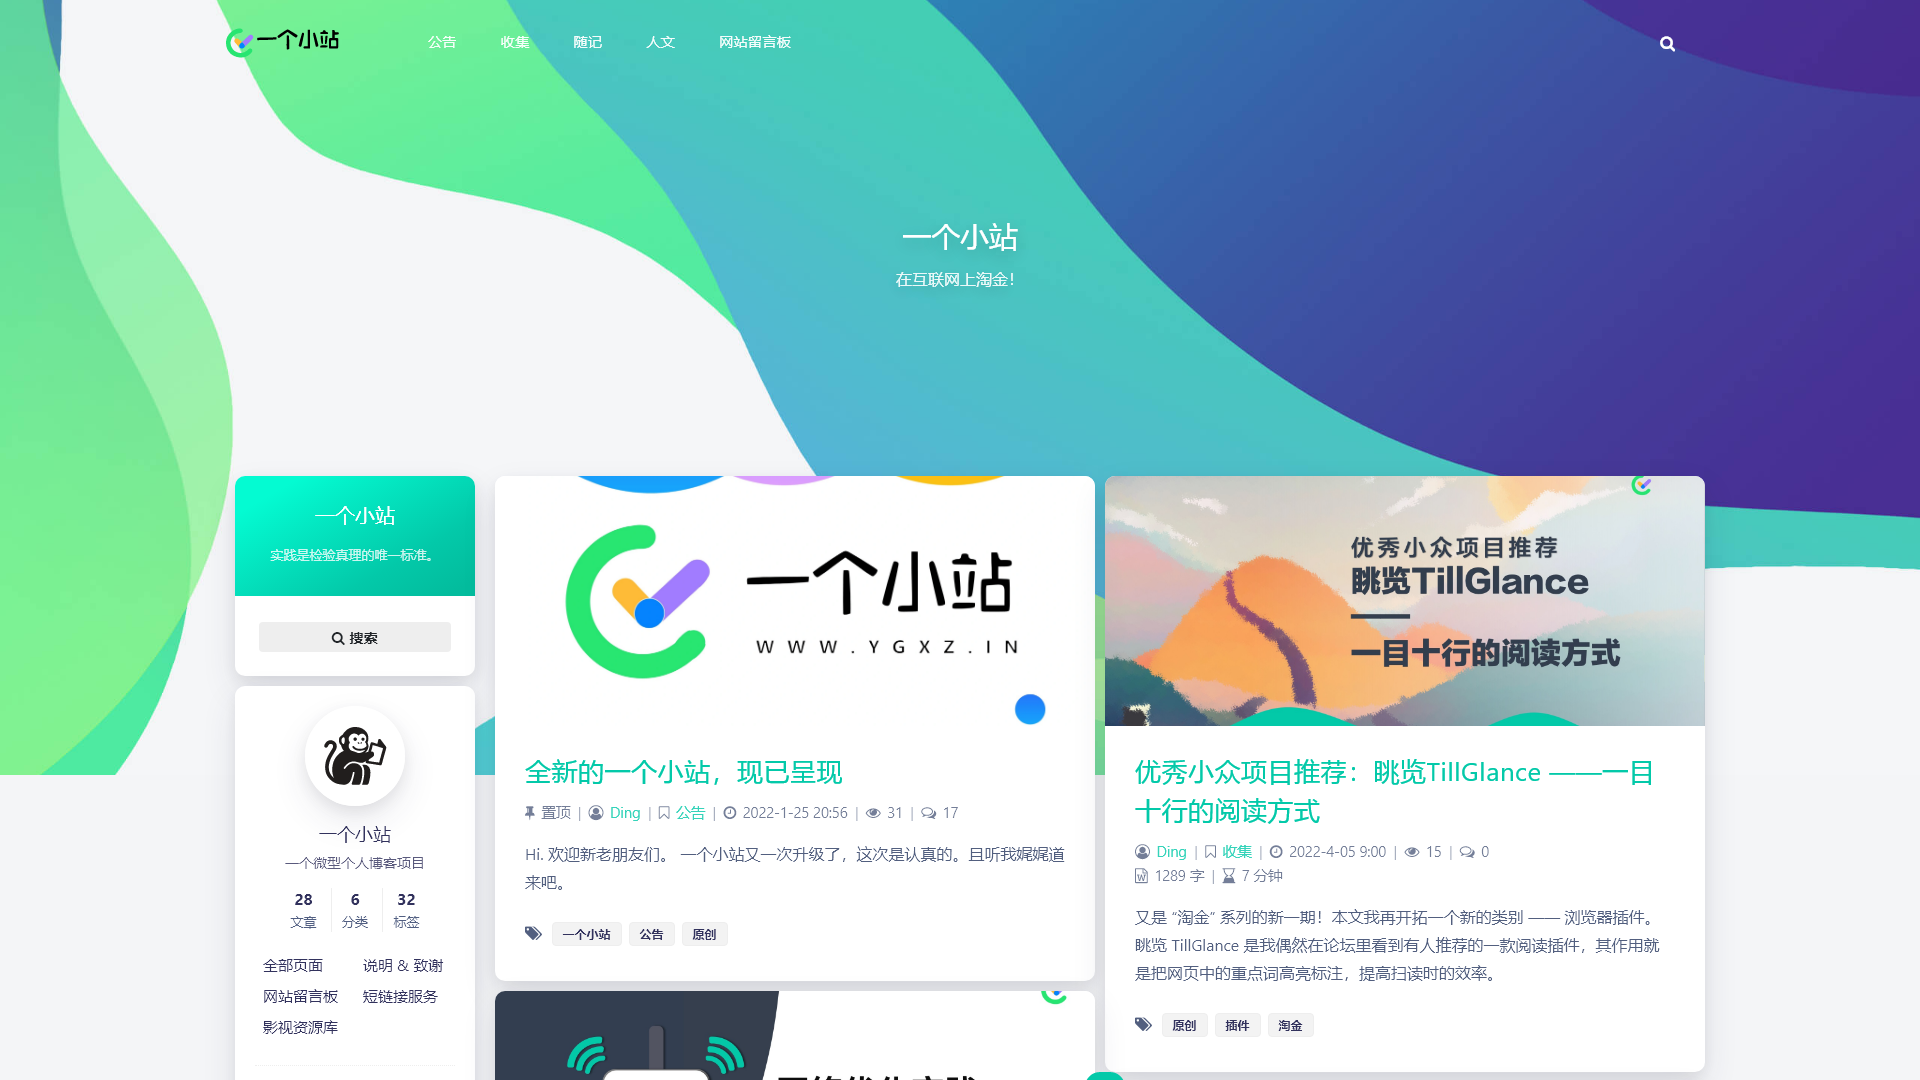 一个小站
公告 收集 随记 人文 网站留言板
一个小站
在互联网上淘金!
一个小站
实践是检验真理的唯一标准。
搜索
一个小站
一个微型个人博客项目
28 6 32
文章 分类 标签
全部页面 说明 & 致谢
网站留言板 短链接服务
影视资源库
一个小站
WWW.YGXZ.IN
全新的一个小站，现已呈现
置顶 | Ding | 公告 | 2022-1-25 20:56 | 31 | 17
Hi. 欢迎新老朋友们。 一个小站又一次升级了，这次是认真的。且听我娓娓道
来吧。
一个小站 公告 原创
优秀小众项目推荐
眺览TillGlance
一目十行的阅读方式
优秀小众项目推荐：眺览TillGlance ——一目
十行的阅读方式
Ding | 收集 | 2022-4-05 9:00 | 15 | 0
1289 字 | 7 分钟
又是 “淘金” 系列的新一期！本文我再开拓一个新的类别 —— 浏览器插件。
眺览 TillGlance 是我偶然在论坛里看到有人推荐的一款阅读插件，其作用就
是把网页中的重点词高亮标注，提高扫读时的效率。
原创 插件 淘金